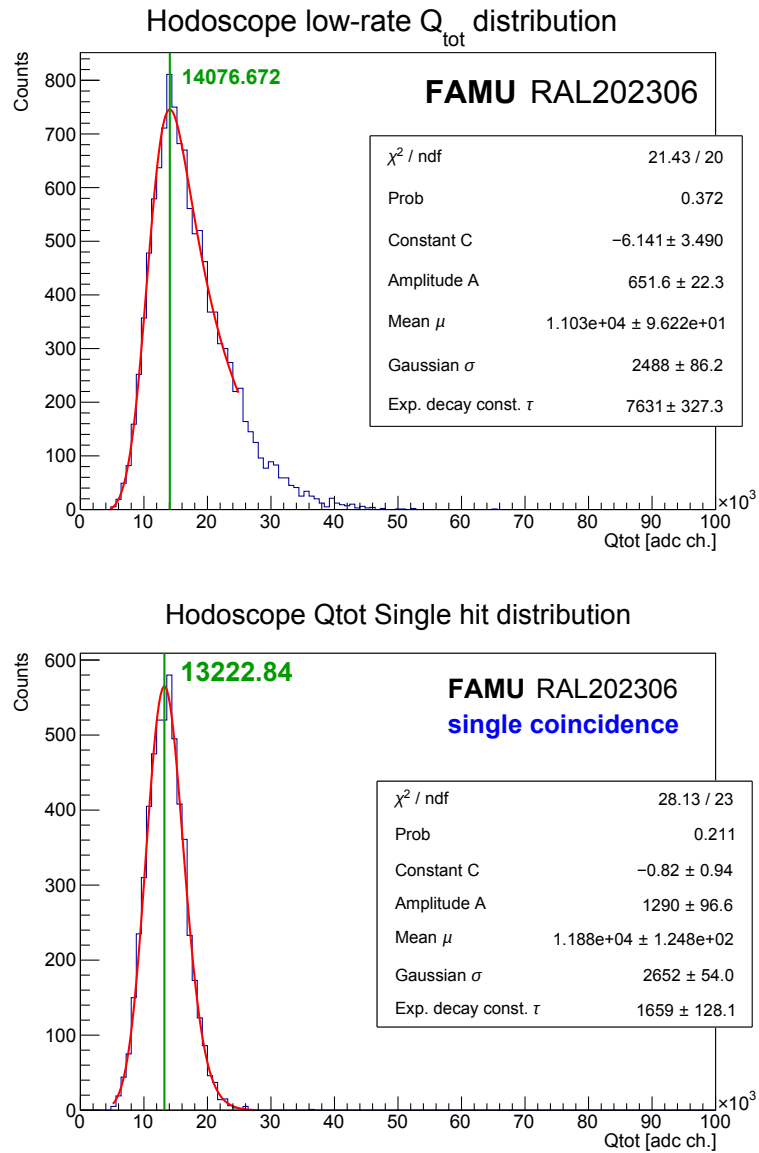 Hodoscope low-rate Qtot distribution
Counts
14076.672
FAMU RAL202306
χ² / ndf 21.43 / 20
Prob 0.372
Constant C −6.141 ± 3.490
Amplitude A 651.6 ± 22.3
Mean μ 1.103e+04 ± 9.622e+01
Gaussian σ 2488 ± 86.2
Exp. decay const. τ 7631 ± 327.3
800
700
600
500
400
300
200
100
0
0 10 20 30 40 50 60 70 80 90 100
×10³
Qtot [adc ch.]
Hodoscope Qtot Single hit distribution
Counts
13222.84
FAMU RAL202306
single coincidence
χ² / ndf 28.13 / 23
Prob 0.211
Constant C −0.82 ± 0.94
Amplitude A 1290 ± 96.6
Mean μ 1.188e+04 ± 1.248e+02
Gaussian σ 2652 ± 54.0
Exp. decay const. τ 1659 ± 128.1
600
500
400
300
200
100
0
0 10 20 30 40 50 60 70 80 90 100
×10³
Qtot [adc ch.]